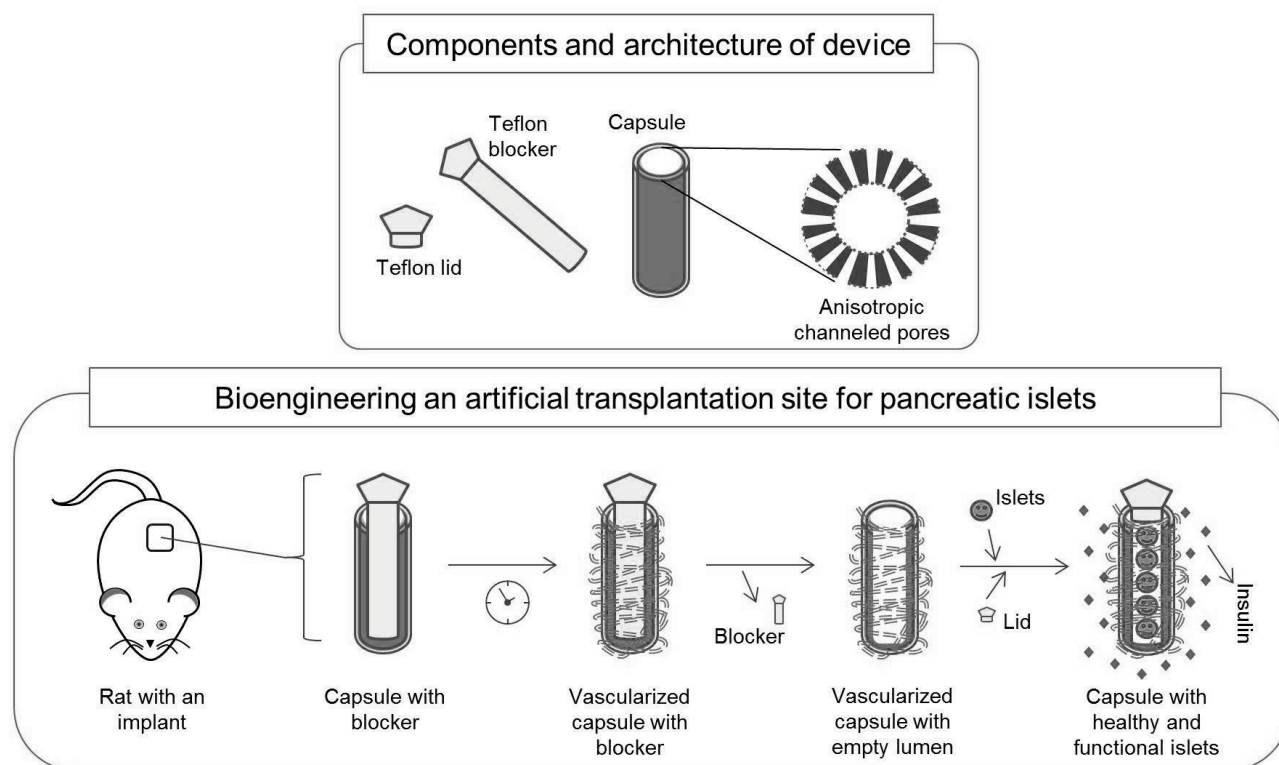 Components and architecture of device
Teflon
blocker
Capsule
Teflon lid
Anisotropic
channeled pores
Bioengineering an artificial transplantation site for pancreatic islets
Islets
Blocker
Lid
Insulin
Rat with an
implant
Capsule with
blocker
Vascularized
capsule with
blocker
Vascularized
capsule with
empty lumen
Capsule with
healthy and
functional islets